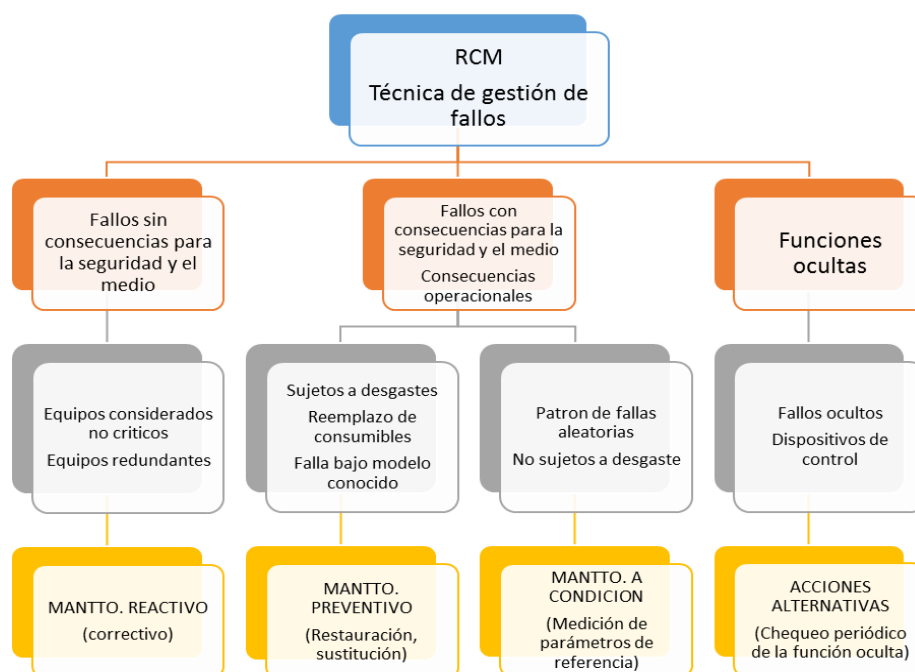 RCM
Técnica de gestión de
fallos
Fallos sin
consecuencias para
la seguridad y el
medio
Fallos con
consecuencias para la
seguridad y el medio
Consecuencias
operacionales
Funciones
ocultas
Equipos considerados
no criticos
Equipos redundantes
Sujetos a desgastes
Reemplazo de
consumibles
Falla bajo modelo
conocido
Patron de fallas
aleatorias
No sujetos a desgaste
Fallos ocultos
Dispositivos de
control
MANTTO. REACTIVO
(correctivo)
MANTTO.
PREVENTIVO
(Restauración,
sustitución)
MANTTO. A
CONDICION
(Medición de
parámetros de
referencia)
ACCIONES
ALTERNATIVAS
(Chequeo periódico
de la función oculta)